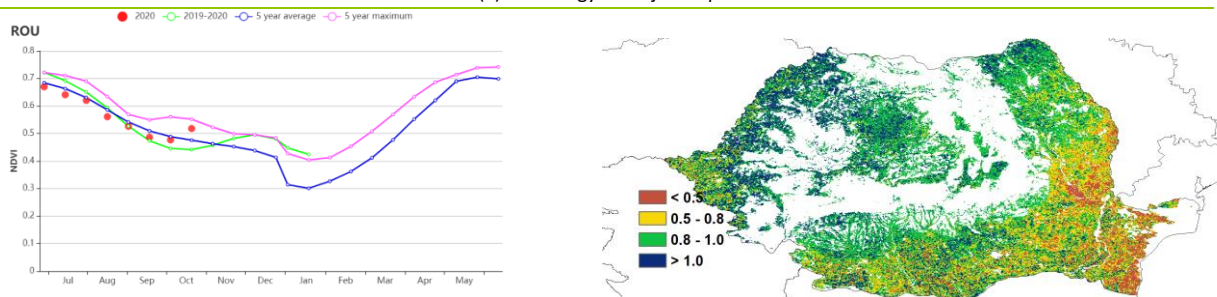 2020 2019-2020 5 year average 5 year maximum
ROU
0.8
0.7
0.6
0.5
0.4
0.3
0.2
0.1
0
NDVI
Jul Aug Sep Oct Nov Dec Jan Feb Mar Apr May
< 0.5
0.5 - 0.8
0.8 - 1.0
> 1.0